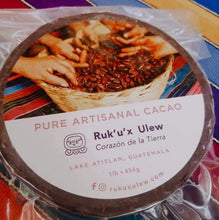 PURE ARTISANAL CACAO
Ruk'u'x Ulew
Corazón de la Tierra
LAKE ATITLAN, GUATEMALA
1lb • 454g
rukuxulew.com